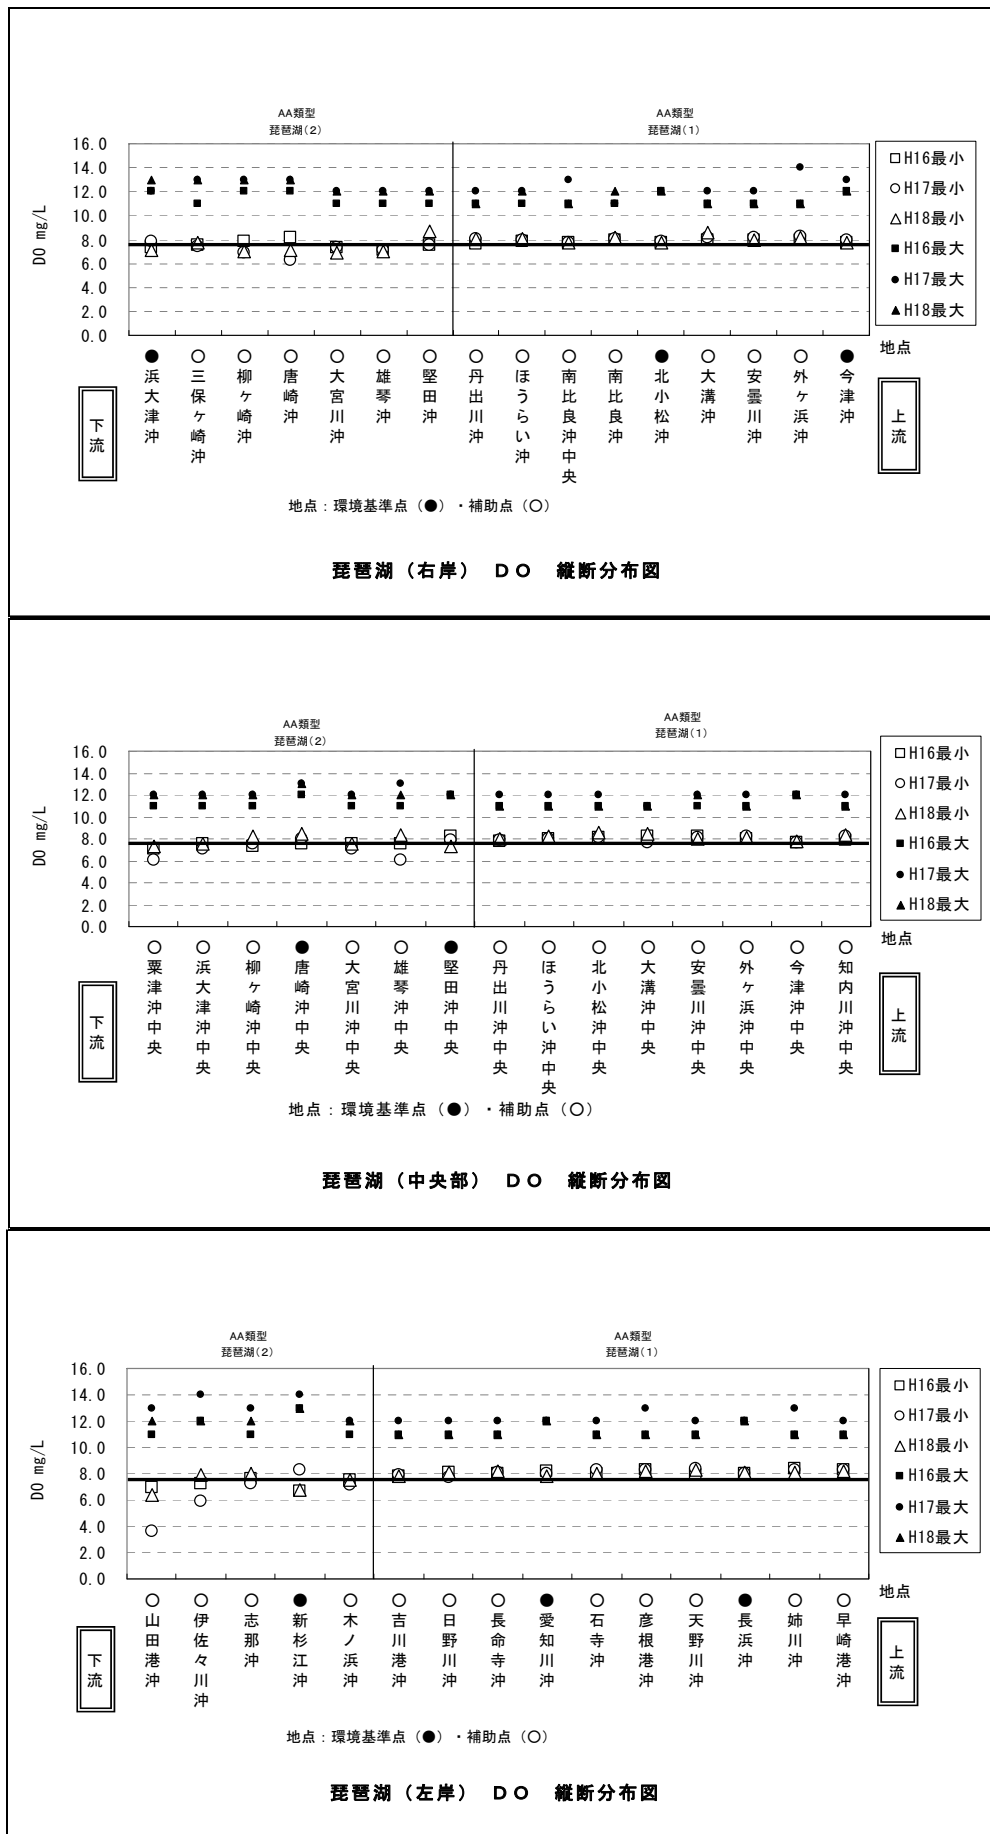 AA類型
琵琶湖(2)
AA類型
琵琶湖(1)
16.0
14.0
12.0
10.0
8.0
6.0
4.0
2.0
0.0
DO mg/L
□H16最小
○H17最小
△H18最小
■H16最大
●H17最大
▲H18最大
地点
● ○ ○ ○ ○ ○ ○ ○ ○ ○ ○ ● ○ ○ ○ ●
浜大津沖
三保ヶ崎沖
柳ヶ崎沖
唐崎沖
大宮川沖
雄琴沖
堅田沖
丹出川沖
ほうらい沖
南比良沖中央
南比良沖
北小松沖
大溝沖
安曇川沖
外ヶ浜沖
今津沖
下流
上流
地点：環境基準点（●）・補助点（○）
琵琶湖（右岸） ＤＯ 縦断分布図
AA類型
琵琶湖(2)
AA類型
琵琶湖(1)
16.0
14.0
12.0
10.0
8.0
6.0
4.0
2.0
0.0
DO mg/L
□H16最小
○H17最小
△H18最小
■H16最大
●H17最大
▲H18最大
地点
○ ○ ○ ● ○ ○ ● ○ ○ ○ ○ ○ ○ ○ ○
粟津沖中央
浜大津沖中央
柳ヶ崎沖中央
唐崎沖中央
大宮川沖中央
雄琴沖中央
堅田沖中央
丹出川沖中央
ほうらい沖中央
北小松沖中央
大溝沖中央
安曇川沖中央
外ヶ浜沖中央
今津沖中央
知内川沖中央
下流
上流
地点：環境基準点（●）・補助点（○）
琵琶湖（中央部） ＤＯ 縦断分布図
AA類型
琵琶湖(2)
AA類型
琵琶湖(1)
16.0
14.0
12.0
10.0
8.0
6.0
4.0
2.0
0.0
DO mg/L
□H16最小
○H17最小
△H18最小
■H16最大
●H17最大
▲H18最大
地点
○ ○ ○ ● ○ ○ ○ ○ ● ○ ○ ○ ● ○ ○
山田港沖
伊佐々川沖
志那沖
新杉江沖
木ノ浜沖
吉川港沖
日野川沖
長命寺沖
愛知川沖
石寺沖
彦根港沖
天野川沖
長浜沖
姉川沖
早崎港沖
下流
上流
地点：環境基準点（●）・補助点（○）
琵琶湖（左岸） ＤＯ 縦断分布図